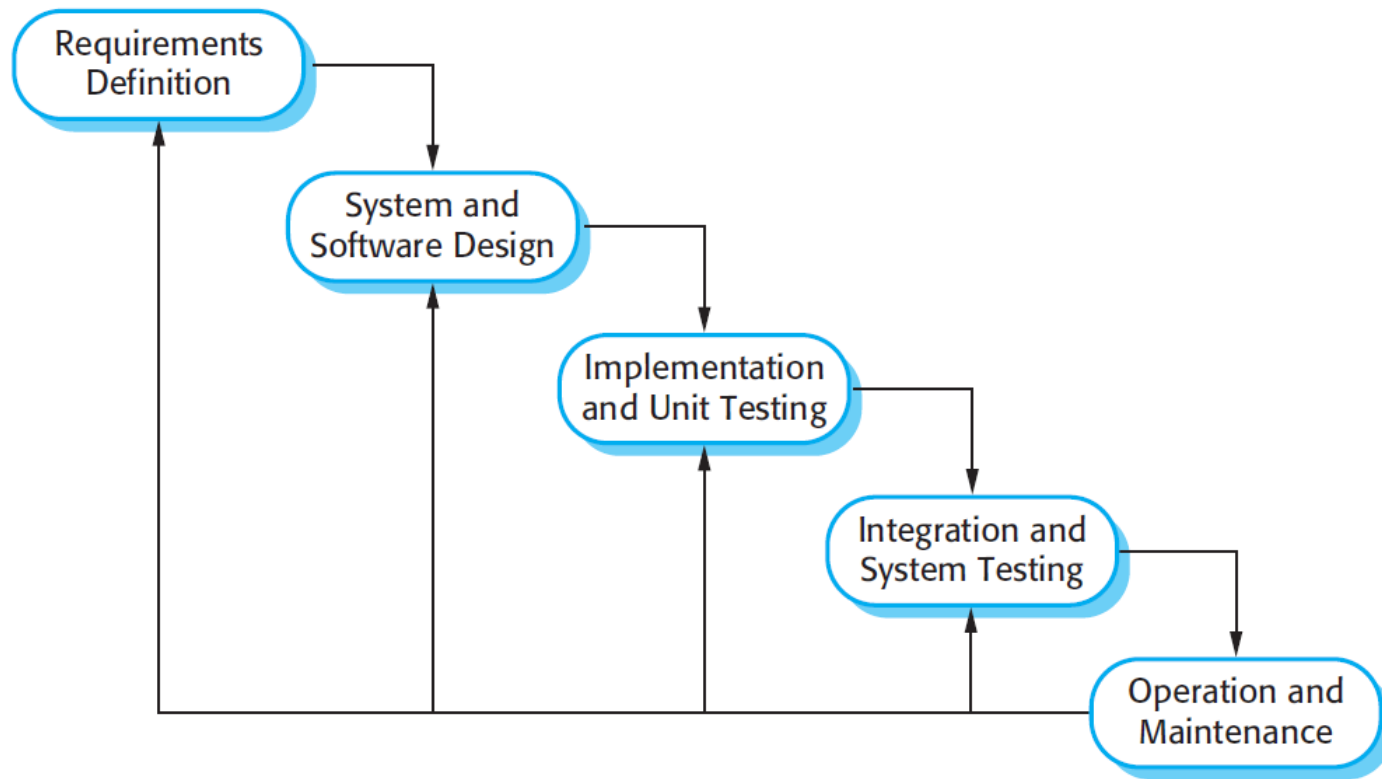 Requirements
Definition
System and
Software Design
Implementation
and Unit Testing
Integration and
System Testing
Operation and
Maintenance